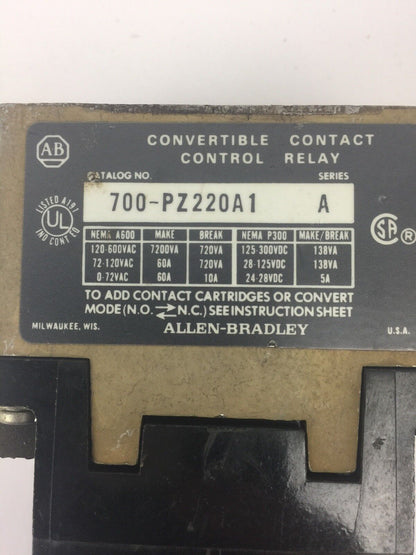 AB
CONVERTIBLE CONTACT
CONTROL RELAY
CATALOG NO.
SERIES
700-PZ220A1
A
LISTED A197
UL
IND CONT EQ
SA
NEMA A600 MAKE BREAK NEMA P300 MAKE/BREAK
120-600VAC 7200VA 720VA 125-300VDC 138VA
72-120VAC 60A 720VA 28-125VDC 138VA
0-72VAC 60A 10A 24-28VDC 5A
TO ADD CONTACT CARTRIDGES OR CONVERT
MODE (N.O. ⇄ N.C.) SEE INSTRUCTION SHEET
MILWAUKEE, WIS. ALLEN-BRADLEY U.S.A.